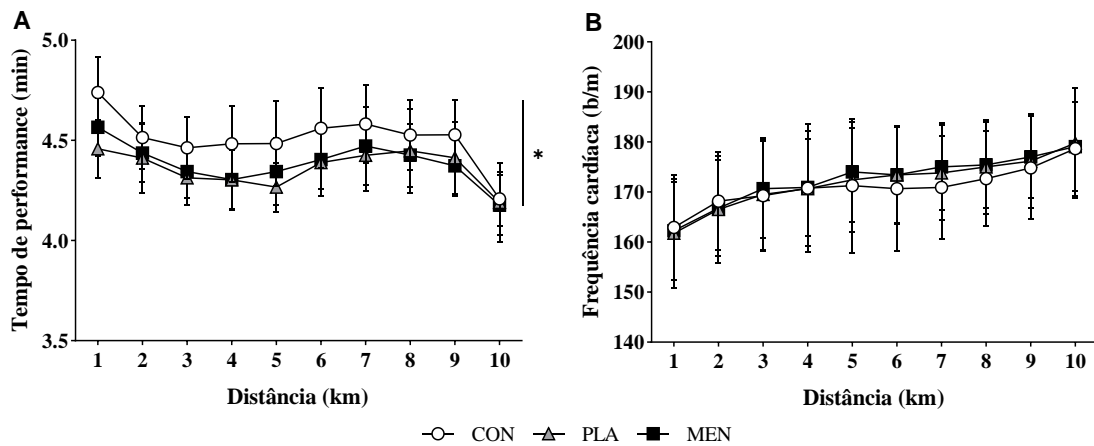 A
Tempo de performance (min)
5.0
4.5
4.0
3.5
*
1 2 3 4 5 6 7 8 9 10
Distância (km)
B
Frequência cardíaca (b/m)
200
190
180
170
160
150
140
1 2 3 4 5 6 7 8 9 10
Distância (km)
CON PLA MEN